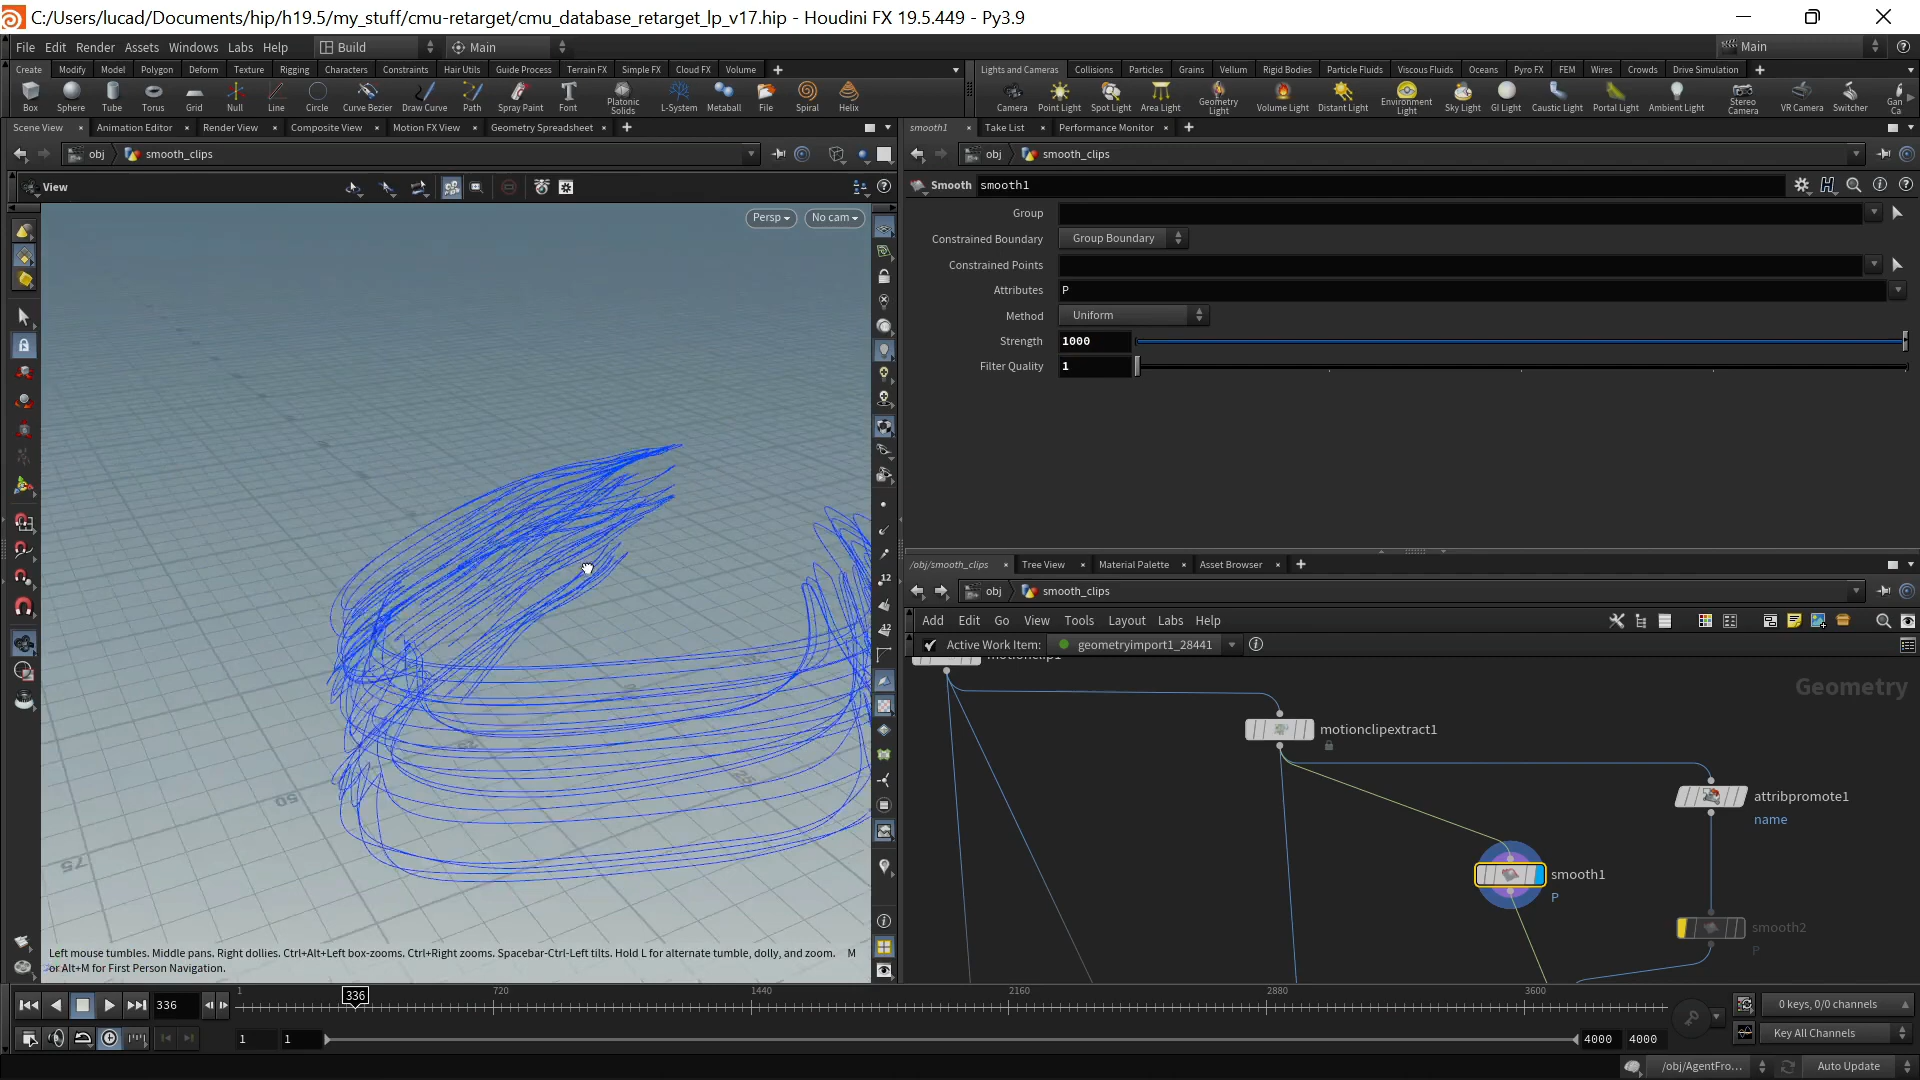 C:/Users/lucad/Documents/hip/h19.5/my_stuff/cmu-retarget/cmu_database_retarget_lp_v17.hip - Houdini FX 19.5.449 - Py3.9
File Edit Render Assets Windows Labs Help Build Main Main
Create Modify Model Polygon Deform Texture Rigging Characters Constraints Hair Utils Guide Process Terrain FX Simple FX Cloud FX Volume
Lights and Cameras Collisions Particles Grains Vellum Rigid Bodies Particle Fluids Viscous Fluids Oceans Pyro FX FEM Wires Crowds Drive Simulation
Box Sphere Tube Torus Grid Null Line Circle Curve Bezier Draw Curve Path Spray Paint Font Platonic Solids L-System Metaball File Spiral Helix
Camera Point Light Spot Light Area Light Geometry Light Volume Light Distant Light Environment Light Sky Light GI Light Caustic Light Portal Light Ambient Light Stereo Camera VR Camera Switcher
Scene View Animation Editor Render View Composite View Motion FX View Geometry Spreadsheet
smooth1 Take List Performance Monitor
obj smooth_clips
obj smooth_clips
View
Smooth smooth1
Persp No cam
Group
Constrained Boundary Group Boundary
Constrained Points
Attributes P
Method Uniform
Strength 1000
Filter Quality 1
12
12
25
50
75
/obj/smooth_clips Tree View Material Palette Asset Browser
obj smooth_clips
Add Edit Go View Tools Layout Labs Help
Active Work Item: geometryimport1_28441
motionclip1
Geometry
motionclipextract1
attribpromote1
name
smooth1
P
smooth2
P
Left mouse tumbles. Middle pans. Right dollies. Ctrl+Alt+Left box-zooms. Ctrl+Right zooms. Spacebar-Ctrl-Left tilts. Hold L for alternate tumble, dolly, and zoom. M
or Alt+M for First Person Navigation.
336 1 336 720 1440 2160 2880 3600 0 keys, 0/0 channels
1 1 4000 4000 Key All Channels
/obj/AgentFro... Auto Update